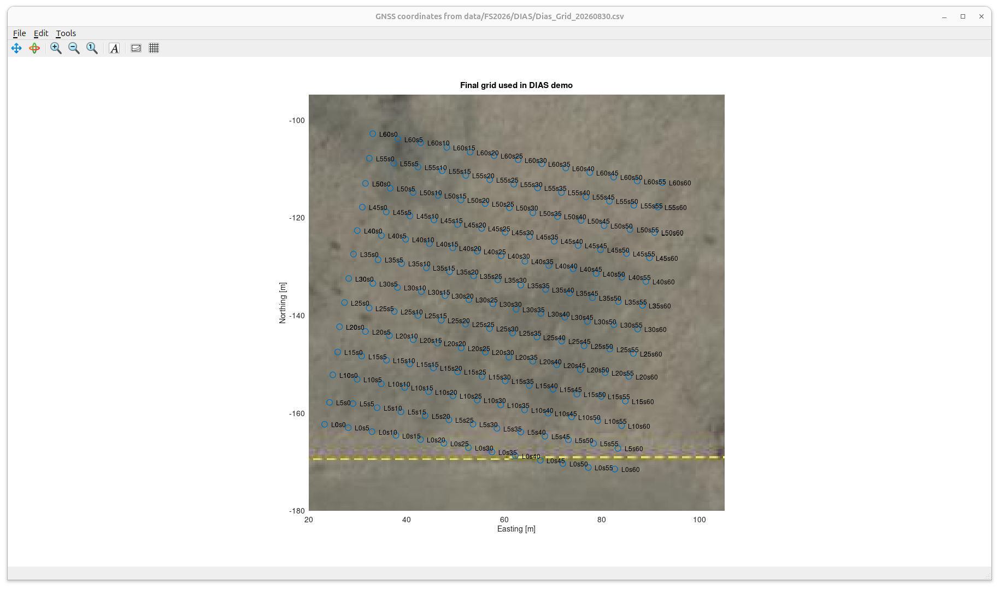 GNSS coordinates from data/FS2026/DIAS/Dias_Grid_20260830.csv
File Edit Tools
1 A
Final grid used in DIAS demo
-100
-120
-140
-160
-180
Northing [m]
L60s0 L60s5 L60s10 L60s15 L60s20 L60s25 L60s30 L60s35 L60s40 L60s45 L60s50 L60s55 L60s60
L55s0 L55s5 L55s10 L55s15 L55s20 L55s25 L55s30 L55s35 L55s40 L55s45 L55s50 L55s55 L55s60
L50s0 L50s5 L50s10 L50s15 L50s20 L50s25 L50s30 L50s35 L50s40 L50s45 L50s50 L50s55 L50s60
L45s0 L45s5 L45s10 L45s15 L45s20 L45s25 L45s30 L45s35 L45s40 L45s45 L45s50 L45s55 L45s60
L40s0 L40s5 L40s10 L40s15 L40s20 L40s25 L40s30 L40s35 L40s40 L40s45 L40s50 L40s55 L40s60
L35s0 L35s5 L35s10 L35s15 L35s20 L35s25 L35s30 L35s35 L35s40 L35s45 L35s50 L35s55 L35s60
L30s0 L30s5 L30s10 L30s15 L30s20 L30s25 L30s30 L30s35 L30s40 L30s45 L30s50 L30s55 L30s60
L25s0 L25s5 L25s10 L25s15 L25s20 L25s25 L25s30 L25s35 L25s40 L25s45 L25s50 L25s55 L25s60
L20s0 L20s5 L20s10 L20s15 L20s20 L20s25 L20s30 L20s35 L20s40 L20s45 L20s50 L20s55 L20s60
L15s0 L15s5 L15s10 L15s15 L15s20 L15s25 L15s30 L15s35 L15s40 L15s45 L15s50 L15s55 L15s60
L10s0 L10s5 L10s10 L10s15 L10s20 L10s25 L10s30 L10s35 L10s40 L10s45 L10s50 L10s55 L10s60
L5s0 L5s5 L5s10 L5s15 L5s20 L5s25 L5s30 L5s35 L5s40 L5s45 L5s50 L5s55 L5s60
L0s0 L0s5 L0s10 L0s15 L0s20 L0s25 L0s30 L0s35 L0s40 L0s45 L0s50 L0s55 L0s60
20 40 60 80 100
Easting [m]